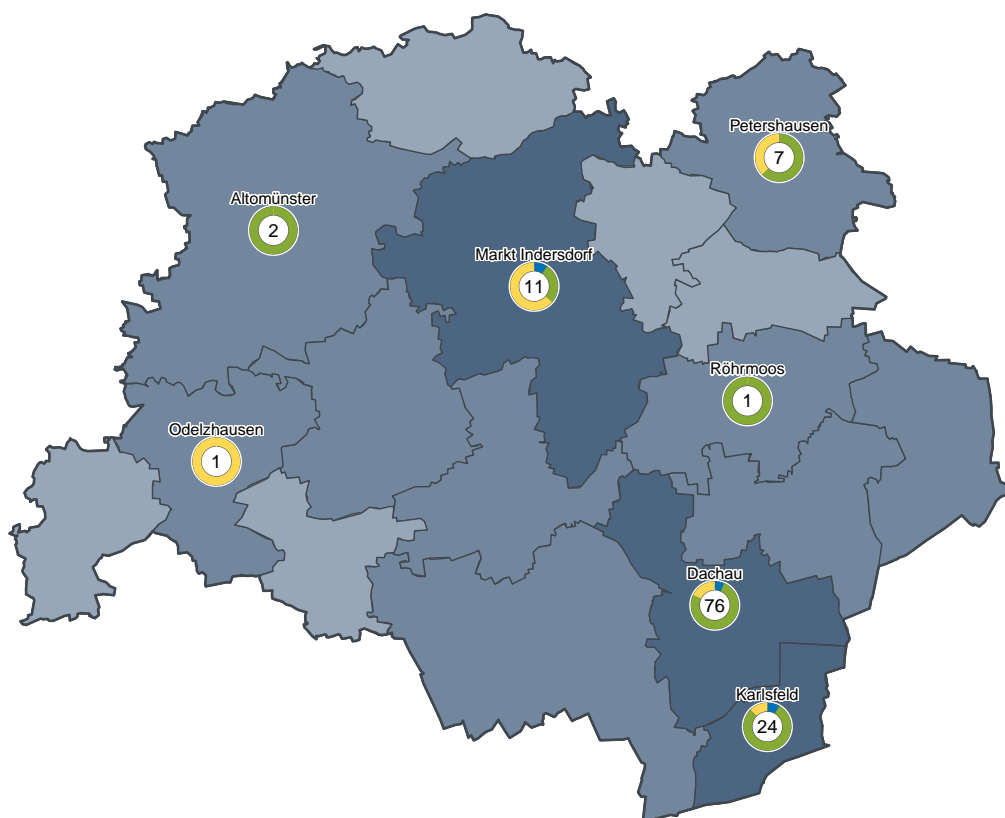 Petershausen
7
Altomünster
2
Markt Indersdorf
11
Röhrmoos
1
Odelzhausen
1
Dachau
76
Karlsfeld
24